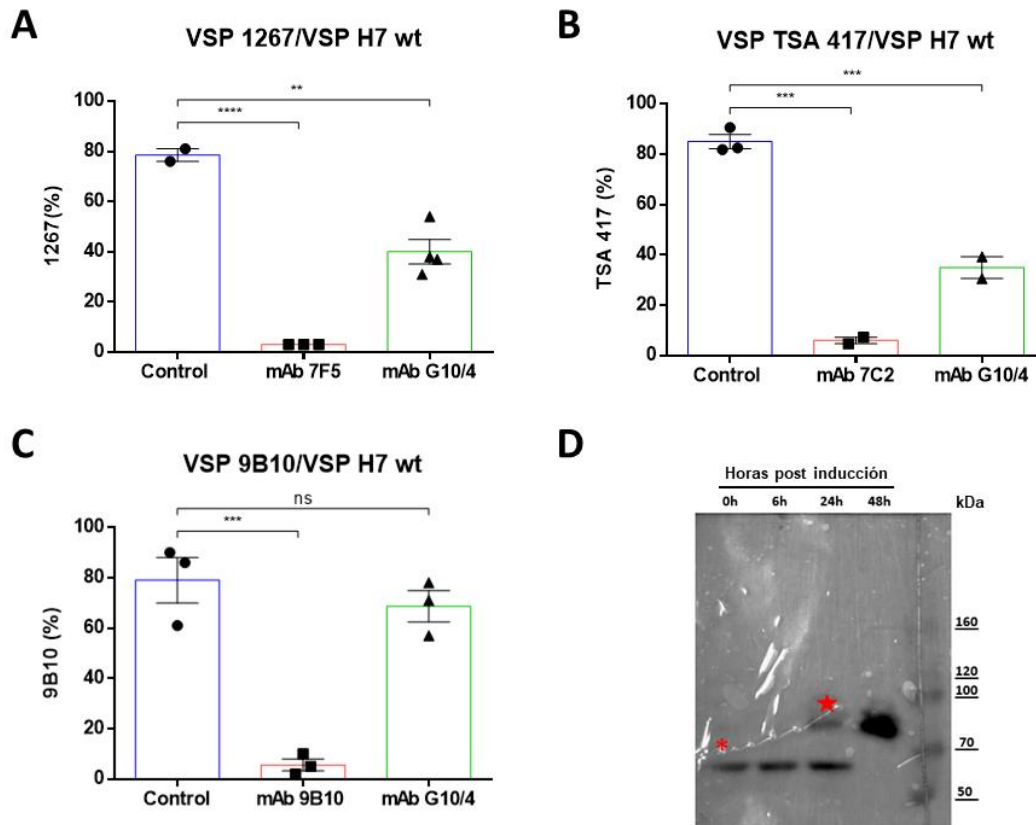 A
VSP 1267/VSP H7 wt
**
****
1267(%)
100
80
60
40
20
0
Control mAb 7F5 mAb G10/4
B
VSP TSA 417/VSP H7 wt
***
***
TSA 417 (%)
100
80
60
40
20
0
Control mAb 7C2 mAb G10/4
C
VSP 9B10/VSP H7 wt
ns
***
9B10 (%)
100
80
60
40
20
0
Control mAb 9B10 mAb G10/4
D
Horas post inducción
0h 6h 24h 48h kDa
160
120
100
*
70
50